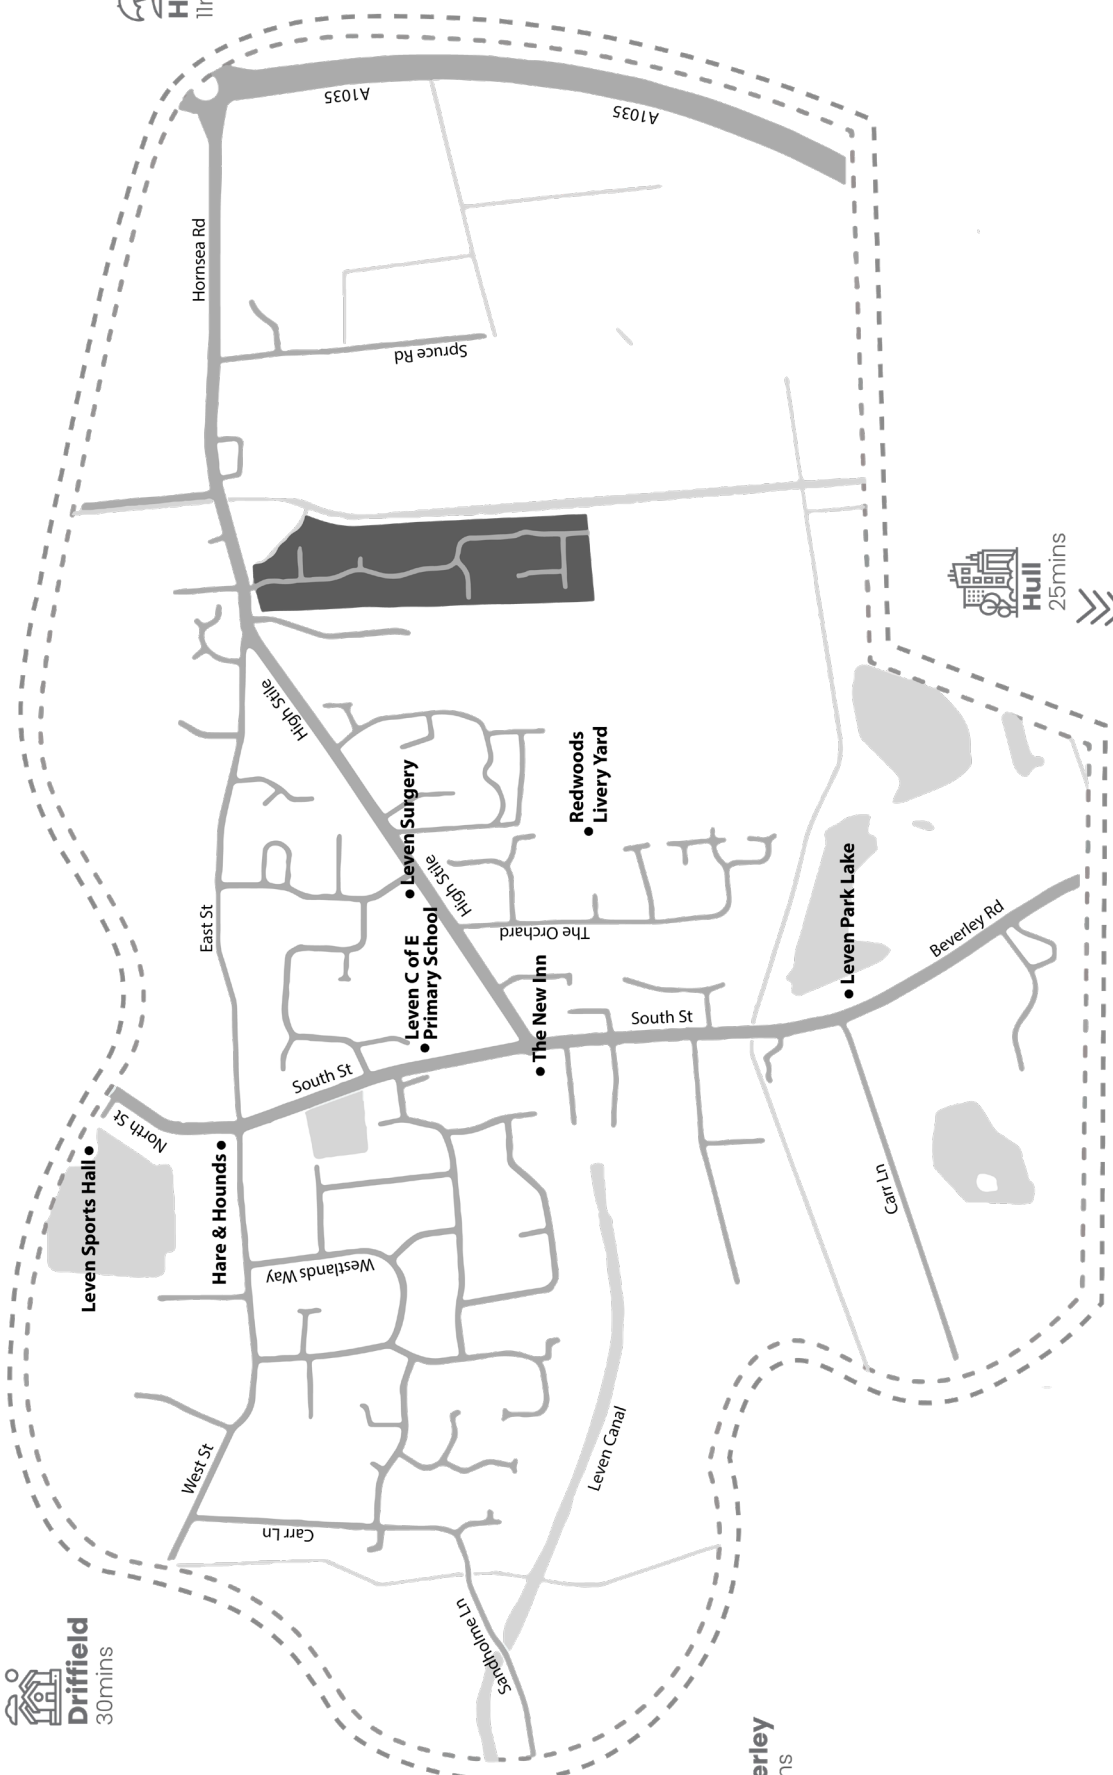 Driffield
30mins
Leven Sports Hall
North St
Hare & Hounds
West St
Carr Ln
Westlands Way
South St
East St
Hornsea Rd
A1035
A1035
Spruce Rd
High Stile
Leven Surgery
High Stile
Leven C of E
Primary School
The New Inn
The Orchard
Redwoods
Livery Yard
South St
Sandholme Ln
Leven Canal
Leven Park Lake
Beverley Rd
Carr Ln
Hull
25mins